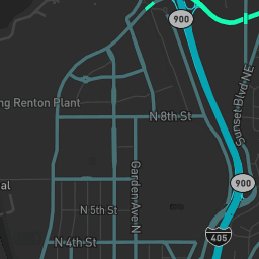 900
ng Renton Plant
N 8th St
Sunset Blvd NE
Garden Ave N
900
al
N 5th St
405
N 4th St